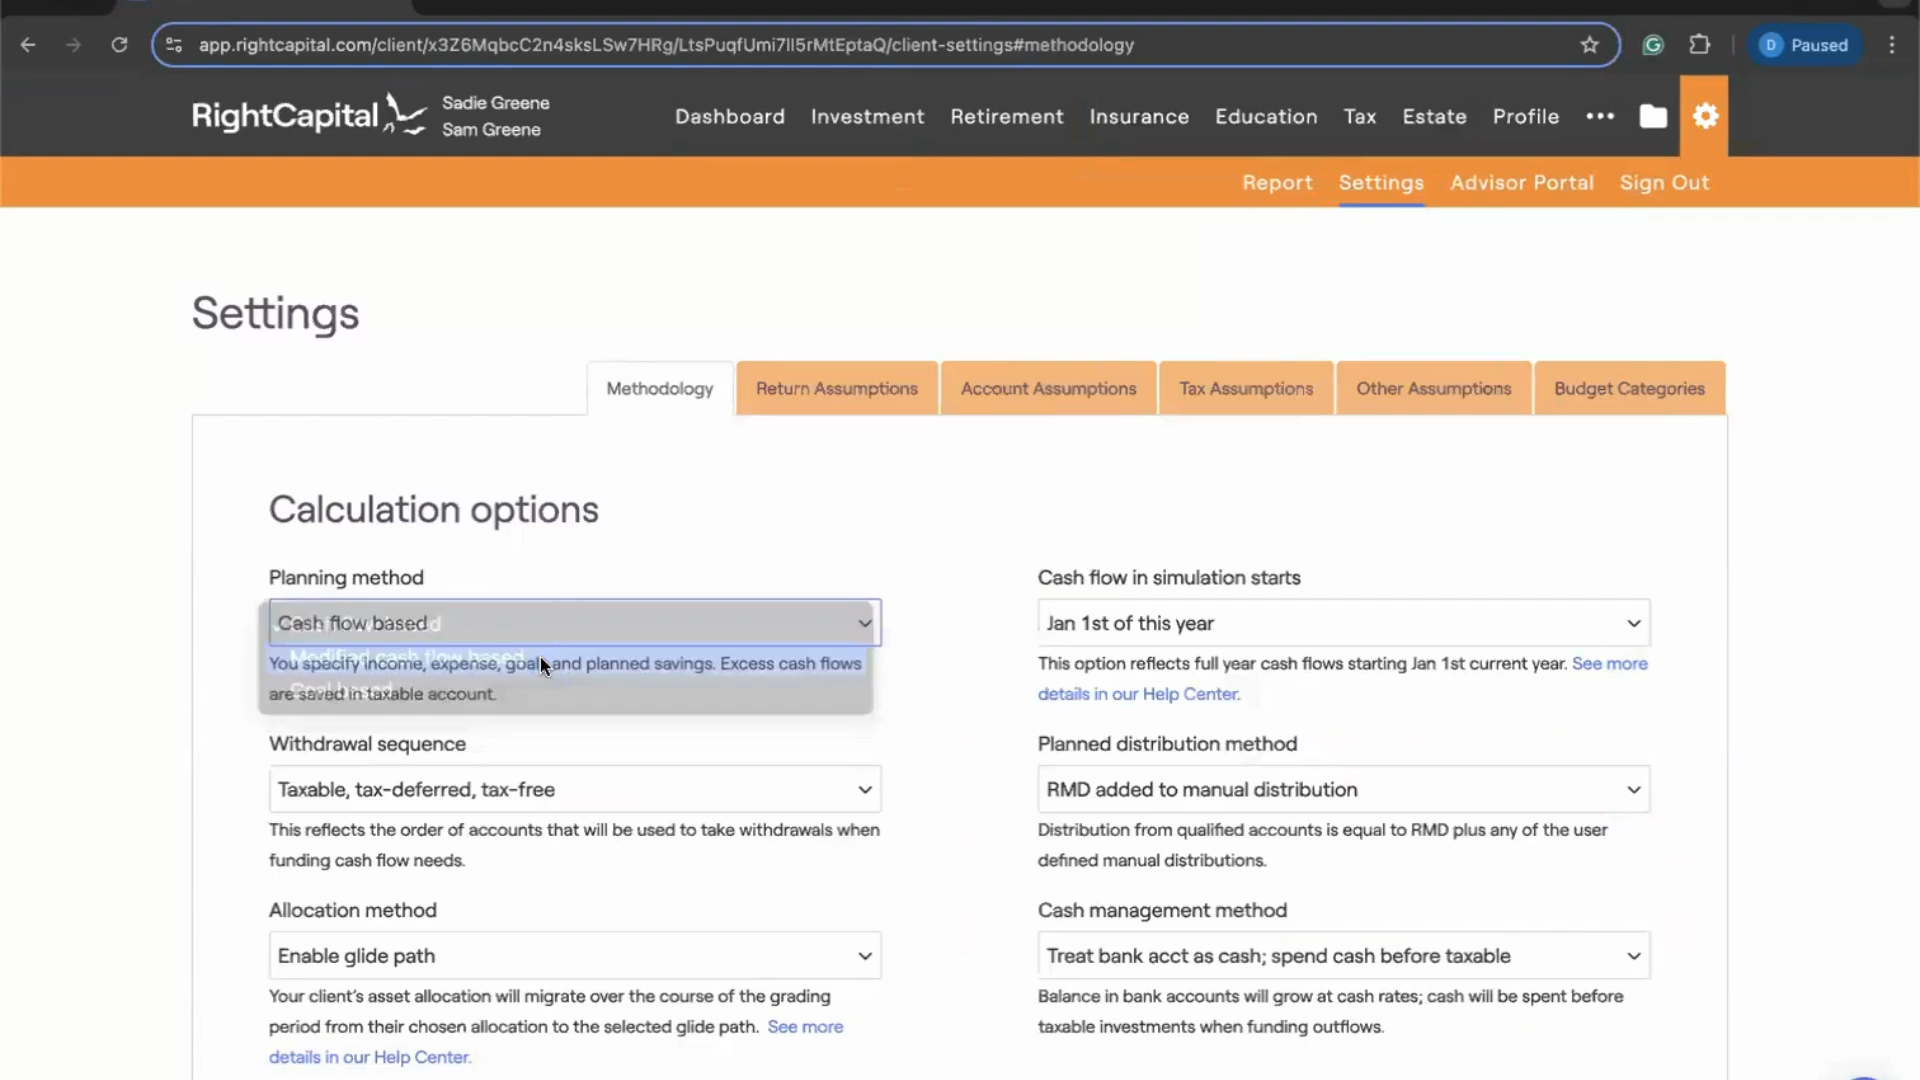 app.rightcapital.com/client/x3Z6MqbcC2n4sksLSw7HRg/LtsPuqfUmi7lI5rMtEptaQ/client-settings#methodology
D Paused
RightCapital
Sadie Greene
Sam Greene
Dashboard Investment Retirement Insurance Education Tax Estate Profile
Report Settings Advisor Portal Sign Out
Settings
Methodology Return Assumptions Account Assumptions Tax Assumptions Other Assumptions Budget Categories
Calculation options
Planning method
Cash flow based
Modified cash flow based
Goal based
You specify income, expense, goal and planned savings. Excess cash flows
are saved in taxable account.
Cash flow in simulation starts
Jan 1st of this year
This option reflects full year cash flows starting Jan 1st current year. See more
details in our Help Center.
Withdrawal sequence
Taxable, tax-deferred, tax-free
This reflects the order of accounts that will be used to take withdrawals when
funding cash flow needs.
Planned distribution method
RMD added to manual distribution
Distribution from qualified accounts is equal to RMD plus any of the user
defined manual distributions.
Allocation method
Enable glide path
Your client's asset allocation will migrate over the course of the grading
period from their chosen allocation to the selected glide path. See more
details in our Help Center.
Cash management method
Treat bank acct as cash; spend cash before taxable
Balance in bank accounts will grow at cash rates; cash will be spent before
taxable investments when funding outflows.